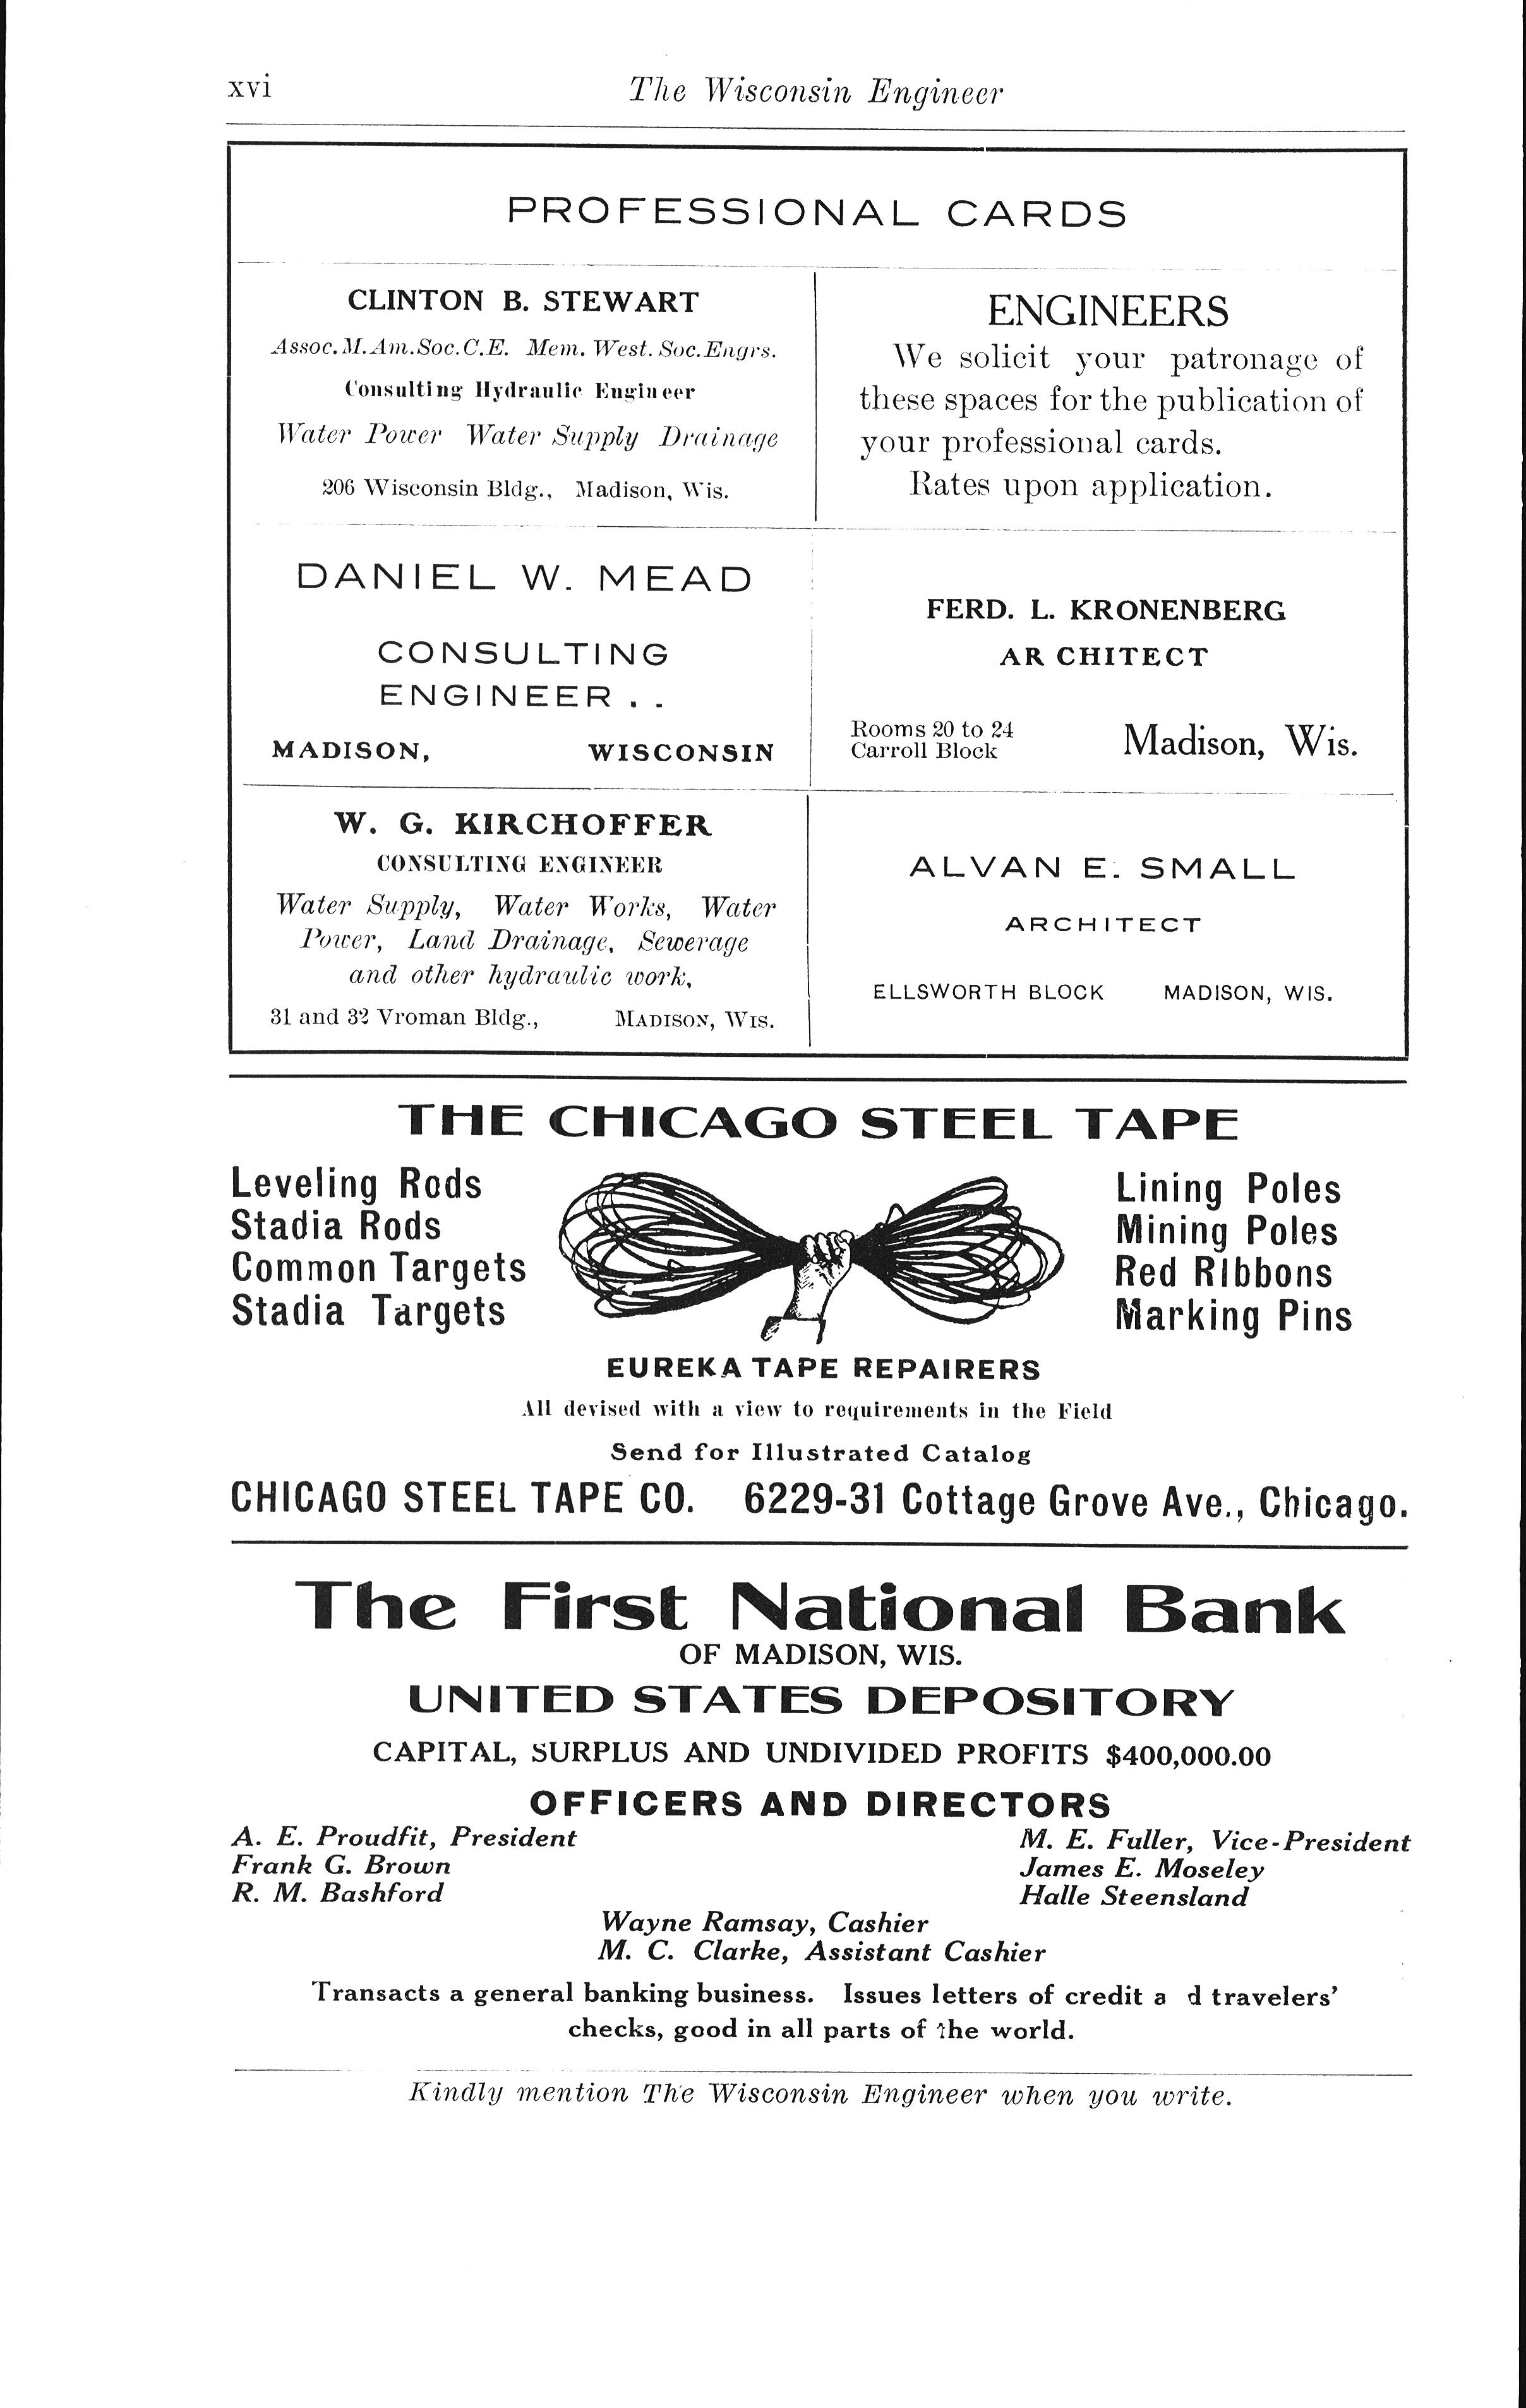 xvi The Wisconsin Engineer
PROFESSIONAL CARDS
CLINTON B. STEWART
Assoc. M. Am. Soc. C. E. Mem. West. Soc. Engrs.
Consulting Hydraulic Engineer
Water Power Water Supply Drainage
206 Wisconsin Bldg., Madison, Wis.
ENGINEERS
We solicit your patronage of
these spaces for the publication of
your professional cards.
Rates upon application.
DANIEL W. MEAD
CONSULTING
ENGINEER . .
MADISON, WISCONSIN
FERD. L. KRONENBERG
AR CHITECT
Rooms 20 to 24
Carroll Block
Madison, Wis.
W. G. KIRCHOFFER
CONSULTING ENGINEER
Water Supply, Water Works, Water
Power, Land Drainage, Sewerage
and other hydraulic work,
31 and 32 Vroman Bldg., MADISON, WIS.
ALVAN E. SMALL
ARCHITECT
ELLSWORTH BLOCK MADISON, WIS.
THE CHICAGO STEEL TAPE
Leveling Rods
Stadia Rods
Common Targets
Stadia Targets
Lining Poles
Mining Poles
Red Ribbons
Marking Pins
EUREKA TAPE REPAIRERS
All devised with a view to requirements in the Field
Send for Illustrated Catalog
CHICAGO STEEL TAPE CO. 6229-31 Cottage Grove Ave., Chicago.
The First National Bank
OF MADISON, WIS.
UNITED STATES DEPOSITORY
CAPITAL, SURPLUS AND UNDIVIDED PROFITS $400,000.00
OFFICERS AND DIRECTORS
A. E. Proudfit, President
Frank G. Brown
R. M. Bashford
M. E. Fuller, Vice-President
James E. Moseley
Halle Steensland
Wayne Ramsay, Cashier
M. C. Clarke, Assistant Cashier
Transacts a general banking business. Issues letters of credit a d travelers'
checks, good in all parts of the world.
Kindly mention The Wisconsin Engineer when you write.